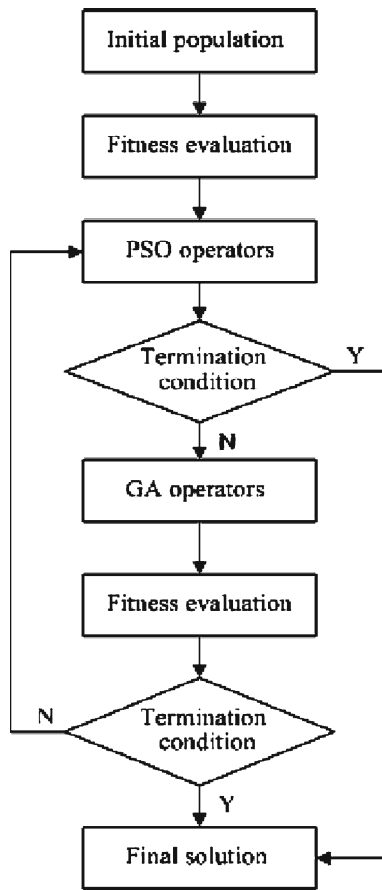 Initial population
Fitness evaluation
PSO operators
Termination
condition
Y
N
GA operators
Fitness evaluation
Termination
condition
N
Y
Final solution